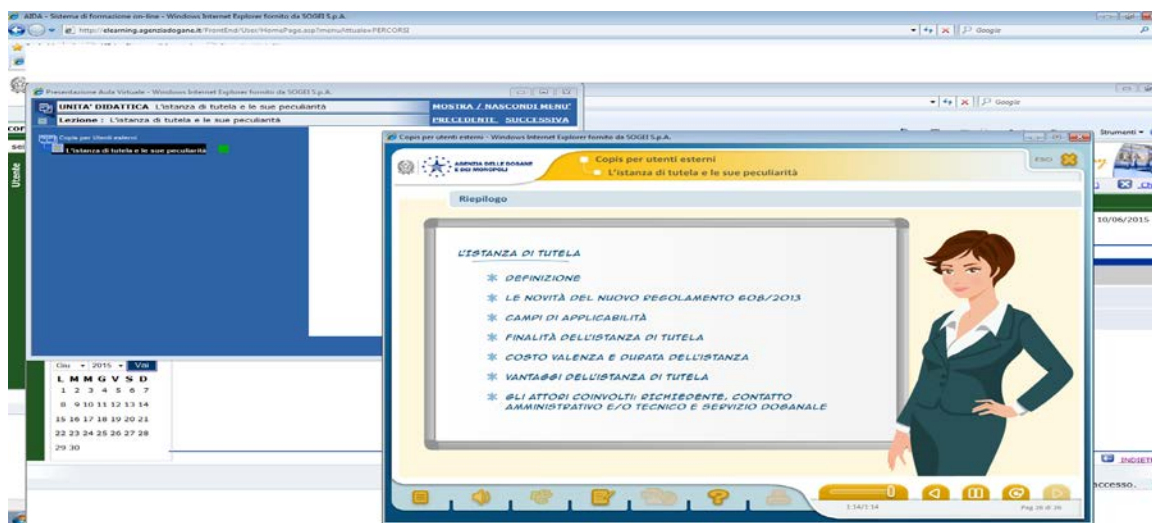 AIDA - Sistema di formazione on-line - Windows Internet Explorer fornito da SOGEI S.p.A.
http://elearning.agenziadogane.it/FrontEnd/User/HomePage.asp?menuAttuale=PERCORSI
Google
Presentazione Aula Virtuale - Windows Internet Explorer fornito da SOGEI S.p.A.
UNITA' DIDATTICA L'istanza di tutela e le sue peculiarità
MOSTRA / NASCONDI MENU'
Lezione : L'istanza di tutela e le sue peculiarità
PRECEDENTE SUCCESSIVA
Google
Copis per Utenti esterni
L'istanza di tutela e le sue peculiarità
Utente
Strumenti
10/06/2015
Copis per utenti esterni - Windows Internet Explorer fornito da SOGEI S.p.A.
AGENZIA DELLE DOGANE
E DEI MONOPOLI
Copis per utenti esterni
L'istanza di tutela e le sue peculiarità
ESCI
Riepilogo
L'ISTANZA DI TUTELA
DEFINIZIONE
LE NOVITÀ DEL NUOVO REGOLAMENTO 608/2013
CAMPI DI APPLICABILITÀ
FINALITÀ DELL'ISTANZA DI TUTELA
COSTO VALENZA E DURATA DELL'ISTANZA
VANTAGGI DELL'ISTANZA DI TUTELA
GLI ATTORI COINVOLTI: RICHIEDENTE, CONTATTO
AMMINISTRATIVO E/O TECNICO E SERVIZIO DOGANALE
Giu 2015 Vai
L M M G V S D
1 2 3 4 5 6 7
8 9 10 11 12 13 14
15 16 17 18 19 20 21
22 23 24 25 26 27 28
29 30
INDIET
accesso.
1:14/1:14
Pag 26 di 26